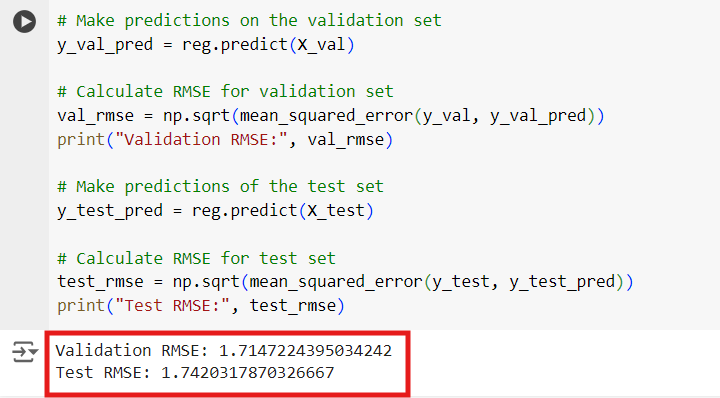 # Make predictions on the validation set
y_val_pred = reg.predict(X_val)
# Calculate RMSE for validation set
val_rmse = np.sqrt(mean_squared_error(y_val, y_val_pred))
print("Validation RMSE:", val_rmse)
# Make predictions of the test set
y_test_pred = reg.predict(X_test)
# Calculate RMSE for test set
test_rmse = np.sqrt(mean_squared_error(y_test, y_test_pred))
print("Test RMSE:", test_rmse)
Validation RMSE: 1.7147224395034242
Test RMSE: 1.7420317870326667